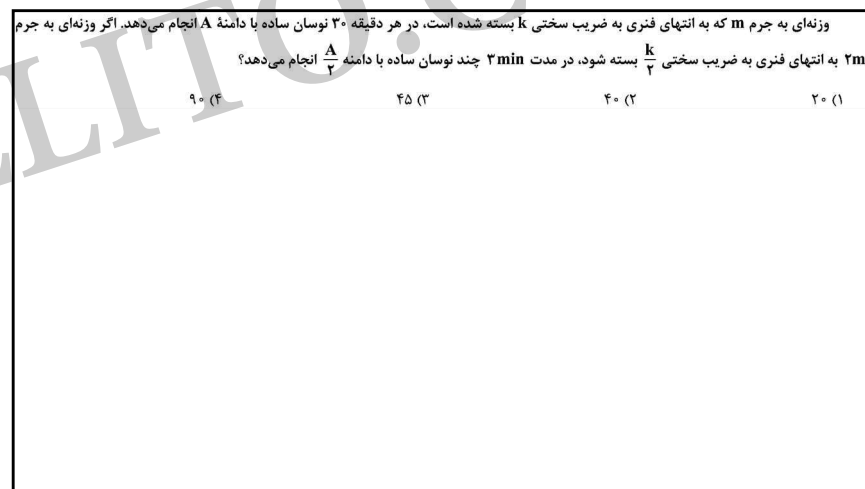 وزنه‌ای به جرم m که به انتهای فنری به ضریب سختی k بسته شده است، در هر دقیقه ۳۰ نوسان ساده با دامنهٔ A انجام می‌دهد. اگر وزنه‌ای به جرم
۲m به انتهای فنری به ضریب سختی k/۲ بسته شود، در مدت ۳min چند نوسان ساده با دامنه A/۲ انجام می‌دهد؟
۱) ۲۰ ۲) ۴۰ ۳) ۴۵ ۴) ۹۰